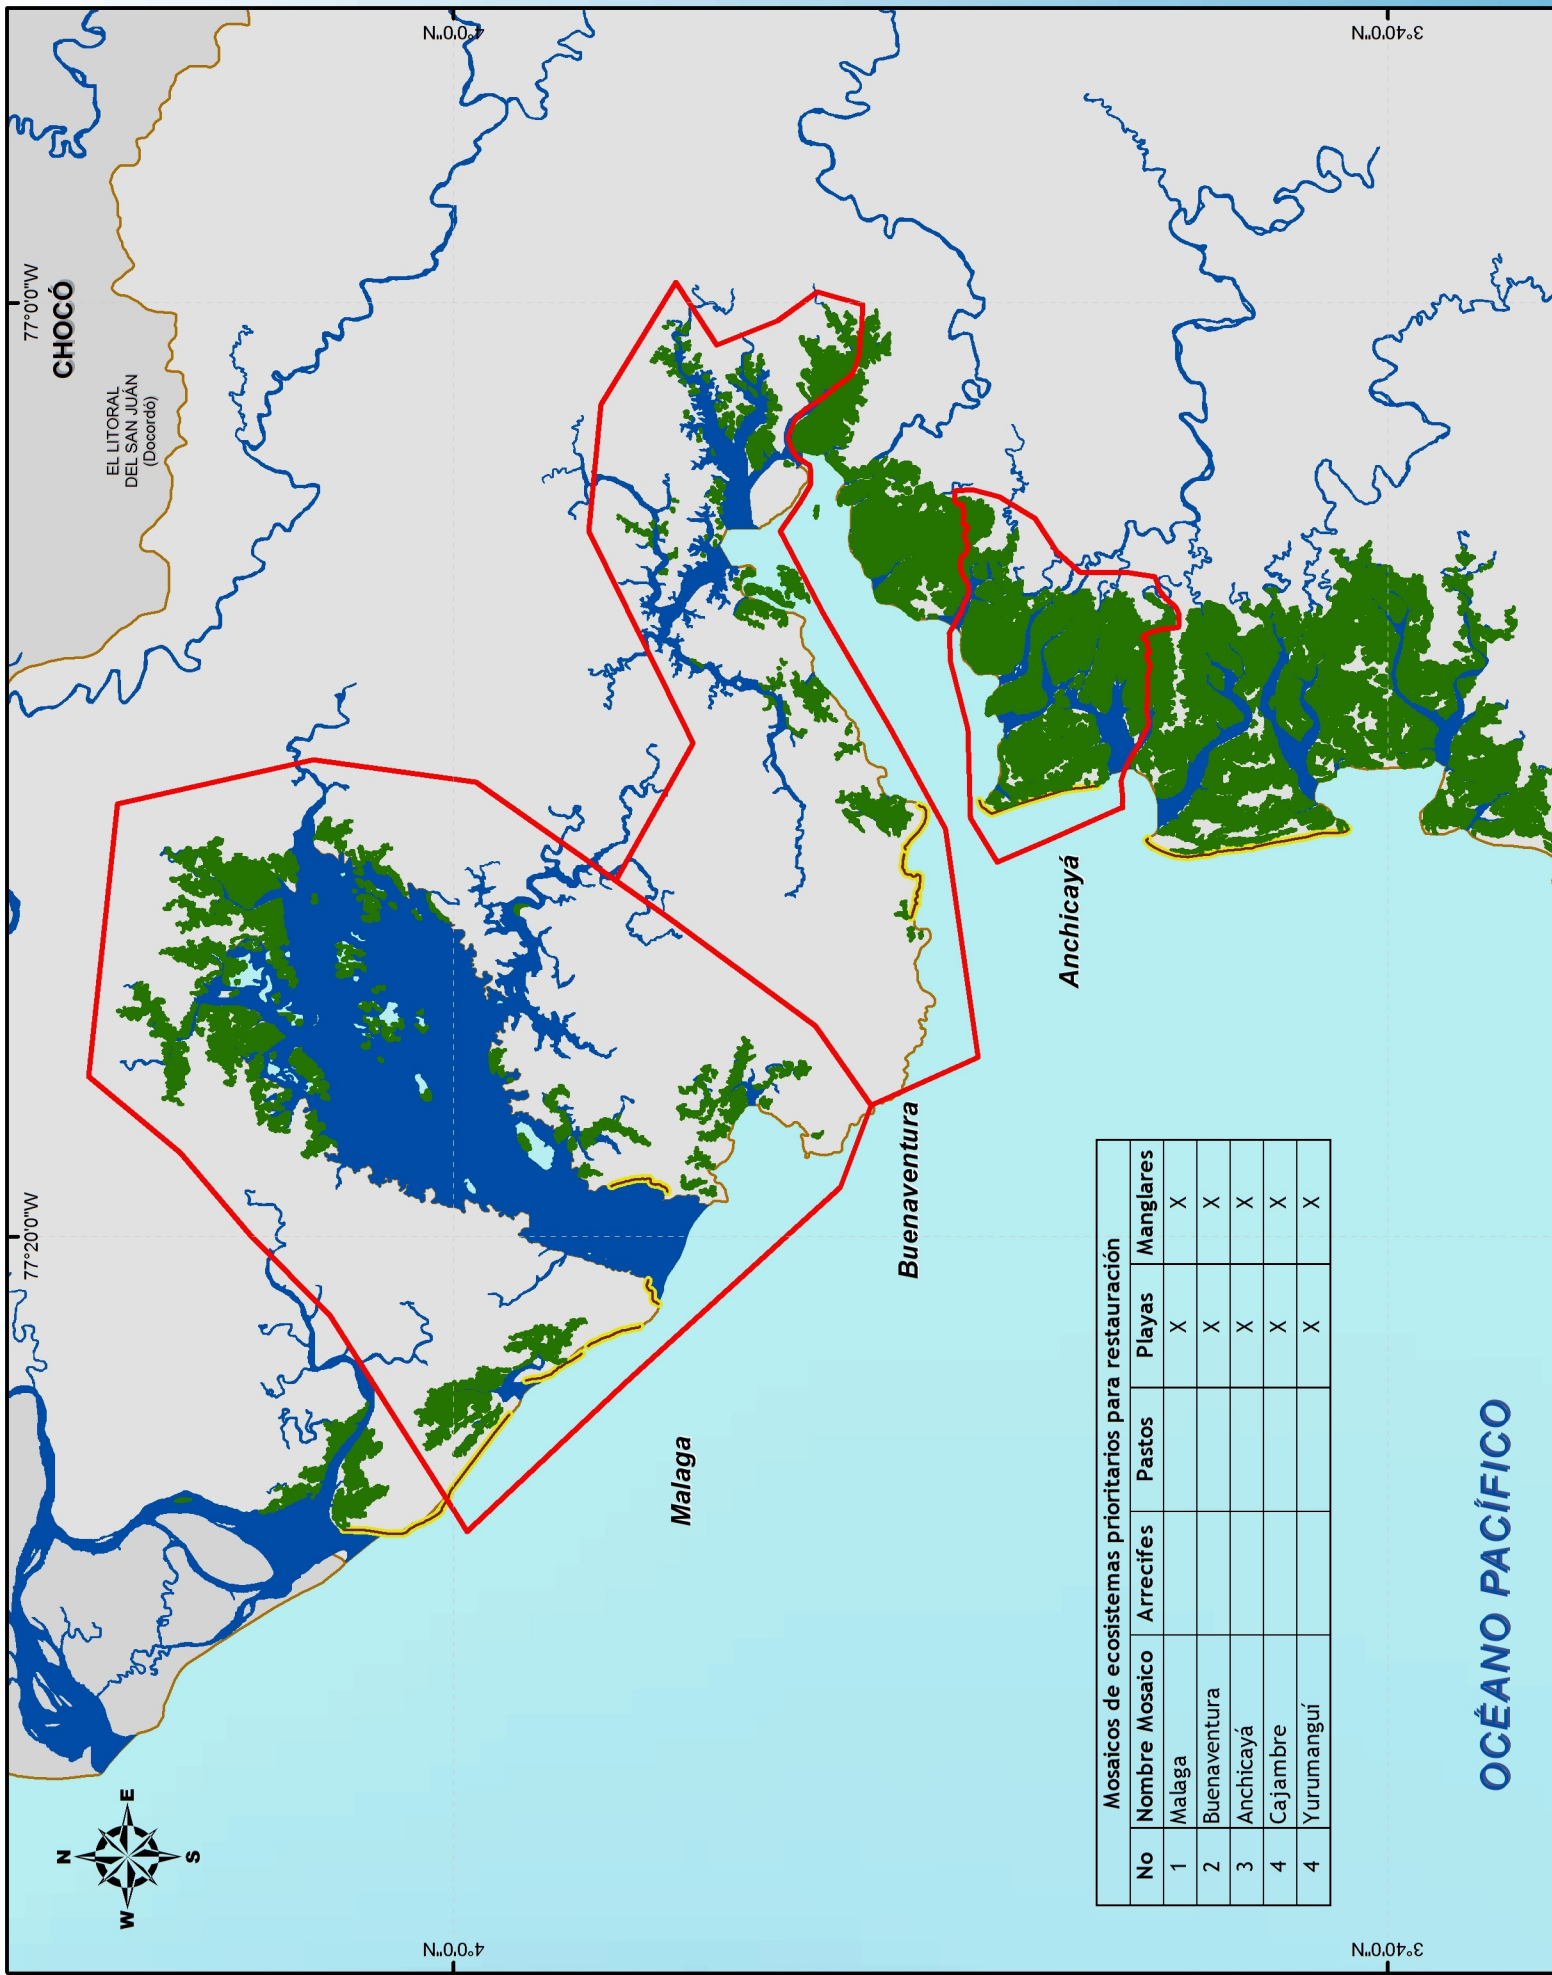 77°20'0"W
77°0'0"W
4°0'0"N
4°0'0"N
3°40'0"N
3°40'0"N
N
W
E
S
CHOCÓ
EL LITORAL
DEL SAN JUÁN
(Docordó)
Malaga
Buenaventura
Anchicayá
Mosaicos de ecosistemas prioritarios para restauración
No Nombre Mosaico Arrecifes Pastos Playas Manglares
1 Malaga X X
2 Buenaventura X X
3 Anchicayá X X
4 Cajambre X X
4 Yurumanguí X X
OCÉANO PACÍFICO